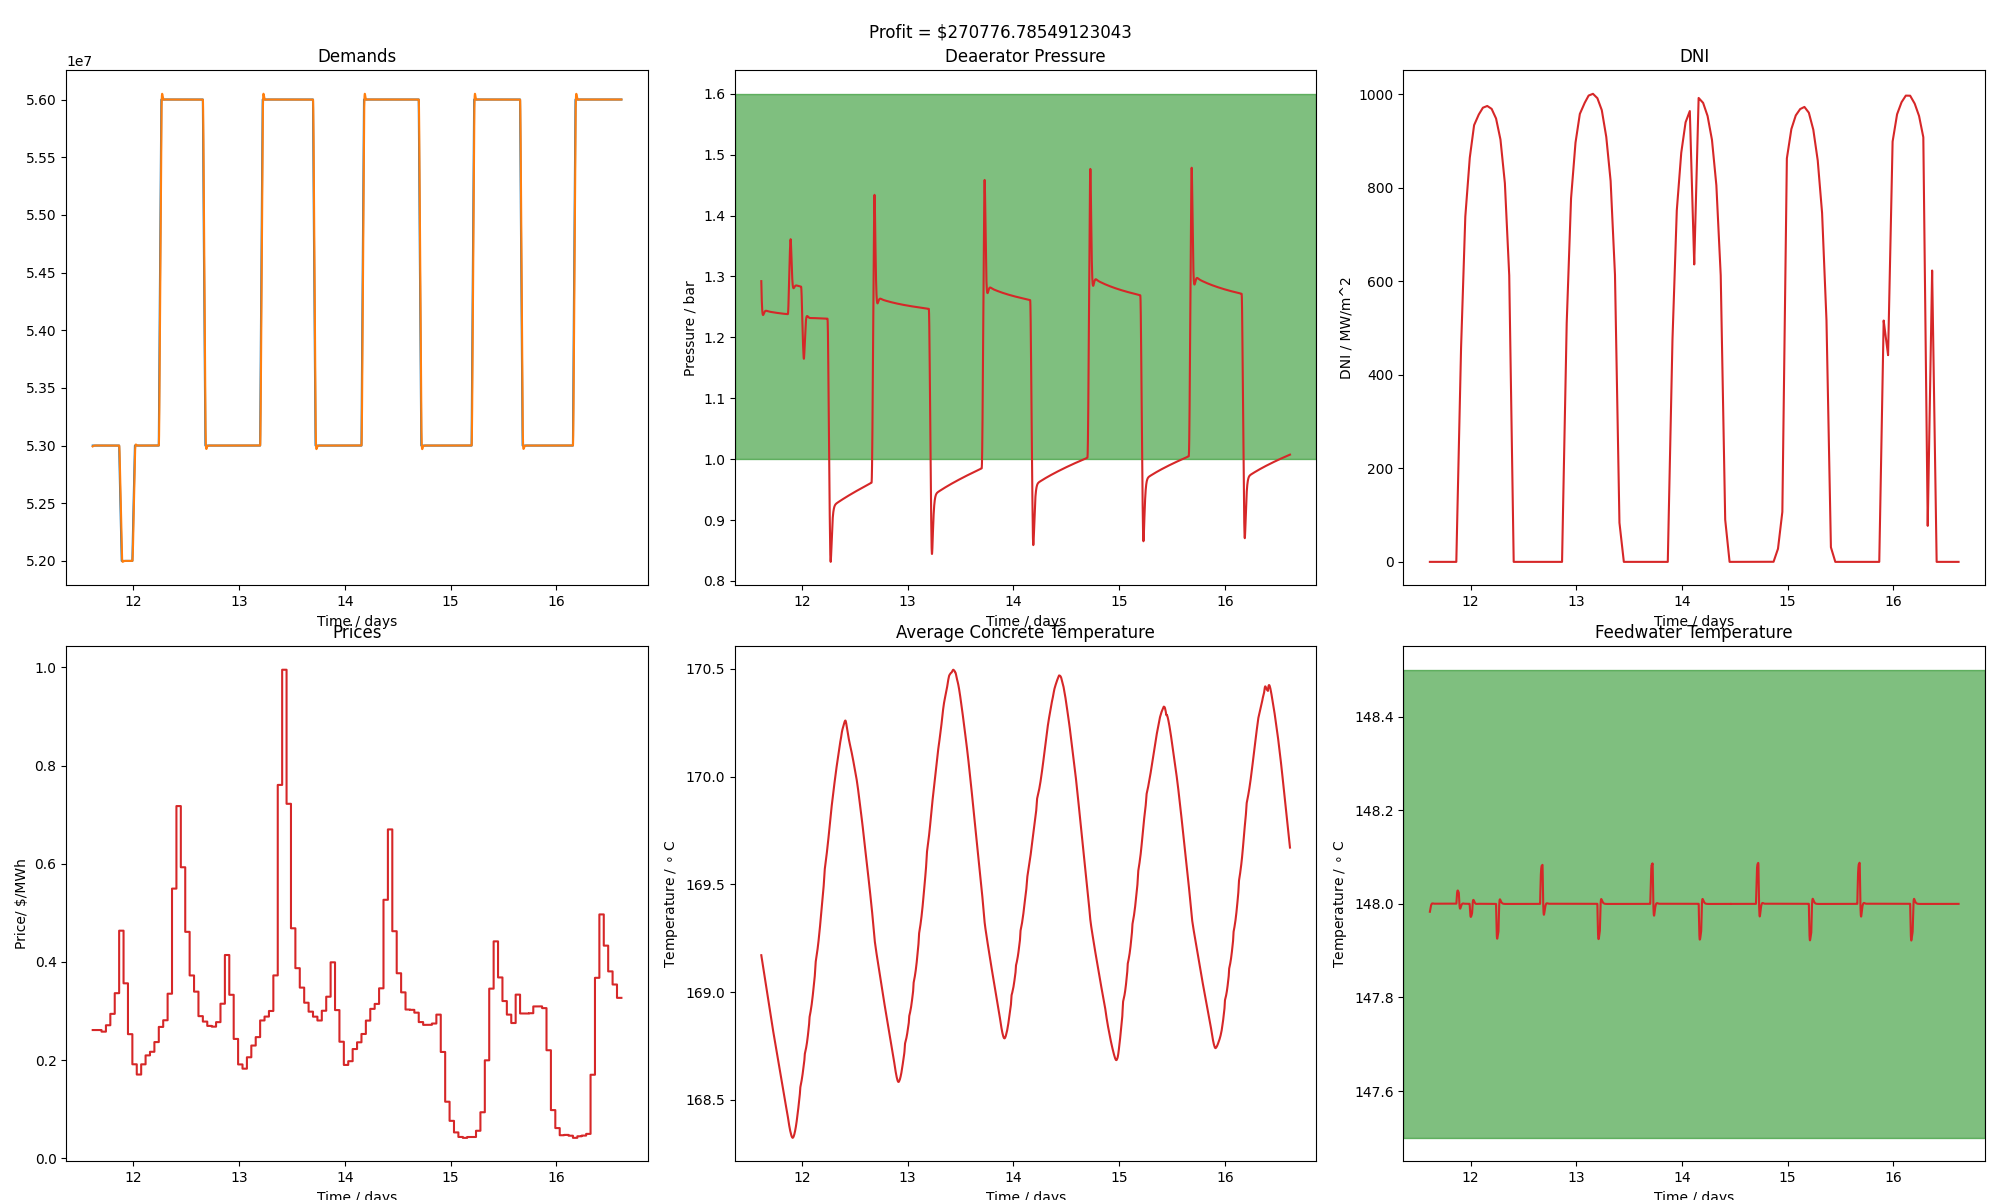 Profit = $270776.78549123043
Demands
1e7
5.60
5.55
5.50
5.45
5.40
5.35
5.30
5.25
5.20
12 13 14 15 16
Time / days
Deaerator Pressure
Pressure / bar
1.6
1.5
1.4
1.3
1.2
1.1
1.0
0.9
0.8
12 13 14 15 16
Time / days
DNI
DNI / MW/m^2
1000
800
600
400
200
0
12 13 14 15 16
Time / days
Prices
Price/ $/MWh
1.0
0.8
0.6
0.4
0.2
0.0
12 13 14 15 16
Time / days
Average Concrete Temperature
Temperature / ∘ C
170.5
170.0
169.5
169.0
168.5
12 13 14 15 16
Time / days
Feedwater Temperature
Temperature / ∘ C
148.4
148.2
148.0
147.8
147.6
12 13 14 15 16
Time / days